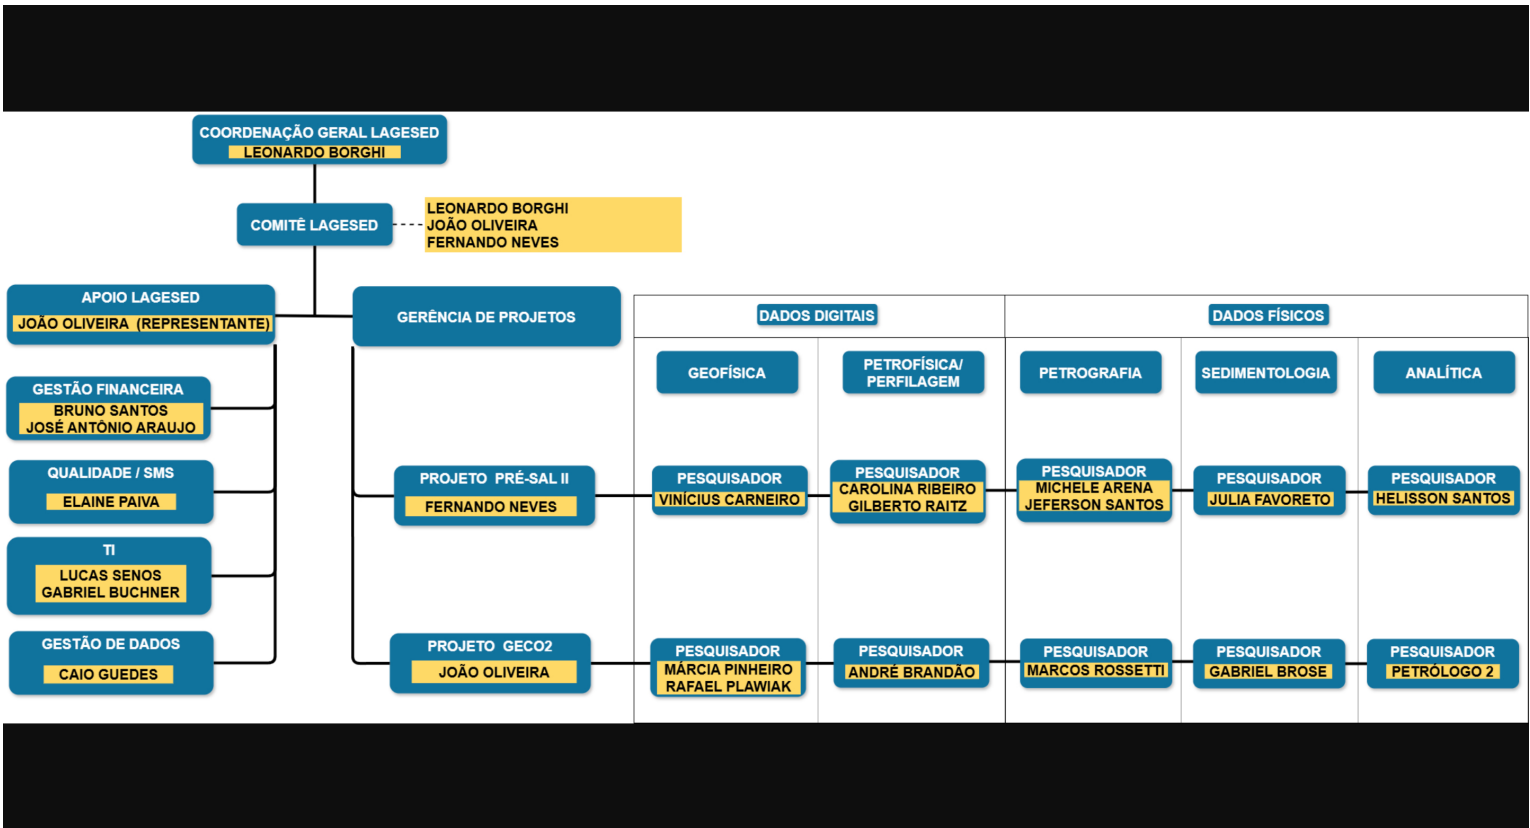 COORDENAÇÃO GERAL LAGESED
LEONARDO BORGHI
COMITÊ LAGESED
LEONARDO BORGHI
JOÃO OLIVEIRA
FERNANDO NEVES
APOIO LAGESED
JOÃO OLIVEIRA (REPRESENTANTE)
GERÊNCIA DE PROJETOS
GESTÃO FINANCEIRA
BRUNO SANTOS
JOSÉ ANTÔNIO ARAUJO
QUALIDADE / SMS
ELAINE PAIVA
TI
LUCAS SENOS
GABRIEL BUCHNER
GESTÃO DE DADOS
CAIO GUEDES
DADOS DIGITAIS
DADOS FÍSICOS
GEOFÍSICA
PETROFÍSICA/
PERFILAGEM
PETROGRAFIA
SEDIMENTOLOGIA
ANALÍTICA
PROJETO PRÉ-SAL II
FERNANDO NEVES
PESQUISADOR
VINÍCIUS CARNEIRO
PESQUISADOR
CAROLINA RIBEIRO
GILBERTO RAITZ
PESQUISADOR
MICHELE ARENA
JEFERSON SANTOS
PESQUISADOR
JULIA FAVORETO
PESQUISADOR
HELISSON SANTOS
PROJETO GECO2
JOÃO OLIVEIRA
PESQUISADOR
MÁRCIA PINHEIRO
RAFAEL PLAWIAK
PESQUISADOR
ANDRÉ BRANDÃO
PESQUISADOR
MARCOS ROSSETTI
PESQUISADOR
GABRIEL BROSE
PESQUISADOR
PETRÓLOGO 2